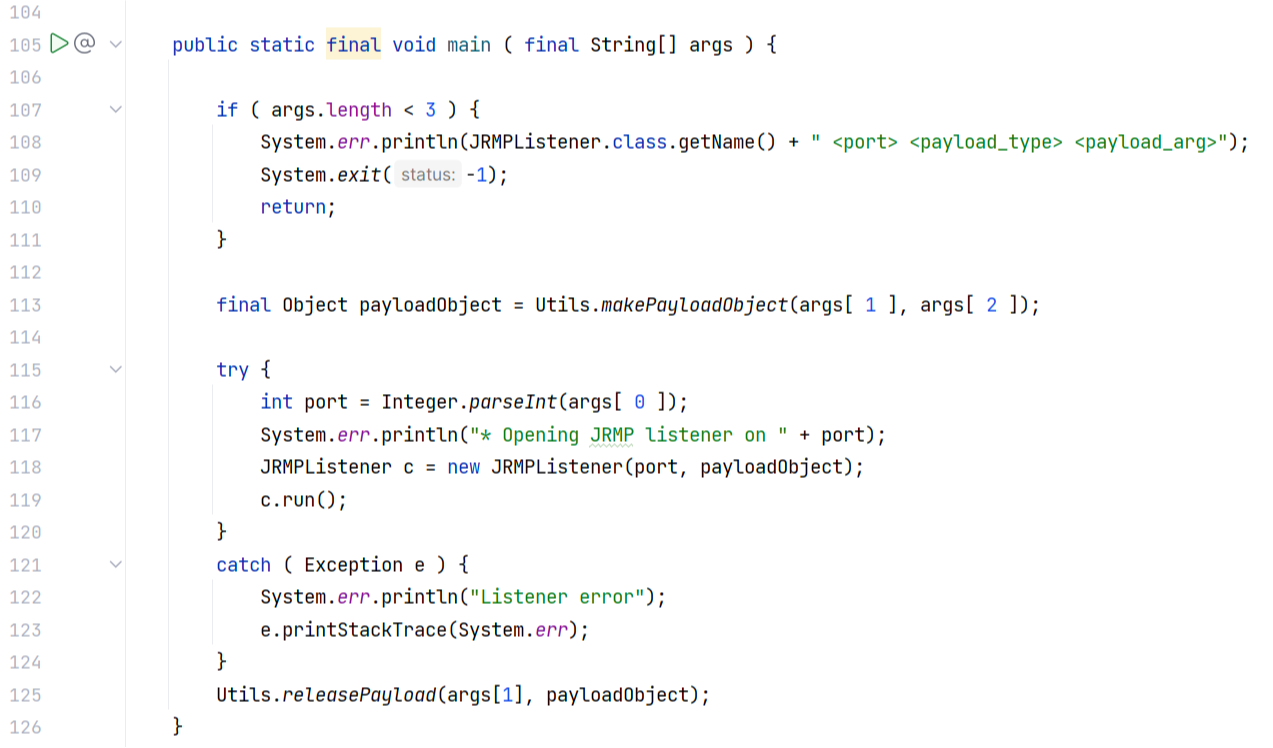 104
105 @ public static final void main ( final String[] args ) {
106
107 if ( args.length < 3 ) {
108 System.err.println(JRMPListener.class.getName() + " <port> <payload_type> <payload_arg>");
109 System.exit( status: -1);
110 return;
111 }
112
113 final Object payloadObject = Utils.makePayloadObject(args[ 1 ], args[ 2 ]);
114
115 try {
116 int port = Integer.parseInt(args[ 0 ]);
117 System.err.println("* Opening JRMP listener on " + port);
118 JRMPListener c = new JRMPListener(port, payloadObject);
119 c.run();
120 }
121 catch ( Exception e ) {
122 System.err.println("Listener error");
123 e.printStackTrace(System.err);
124 }
125 Utils.releasePayload(args[1], payloadObject);
126 }